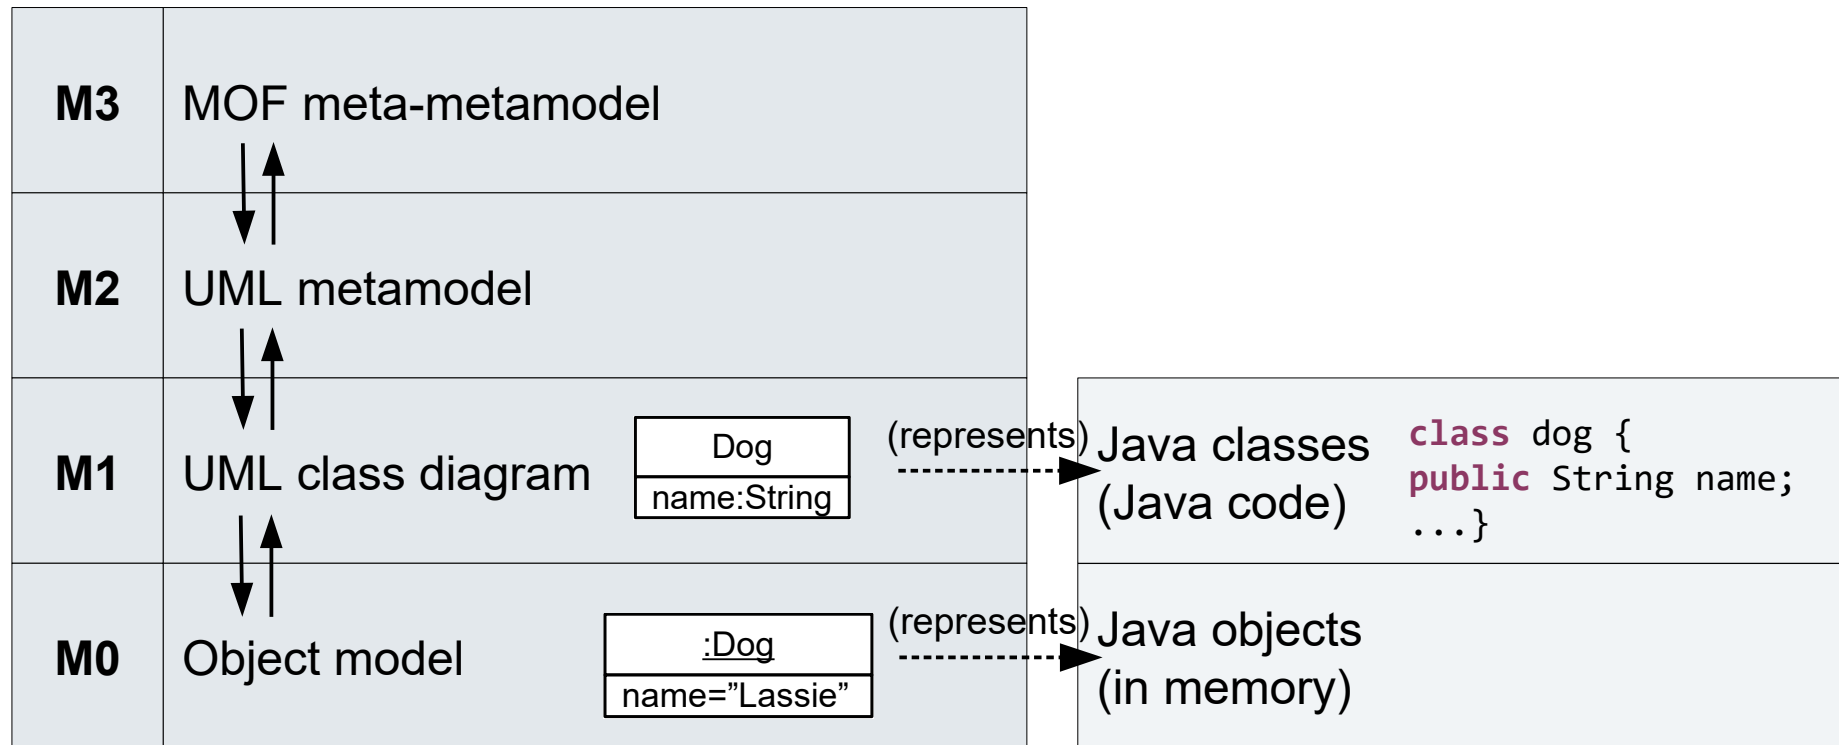 M3 MOF meta-metamodel
M2 UML metamodel
M1 UML class diagram
Dog
name:String
(represents)
Java classes
(Java code)
class dog {
public String name;
...}
M0 Object model
:Dog
name=”Lassie”
(represents)
Java objects
(in memory)